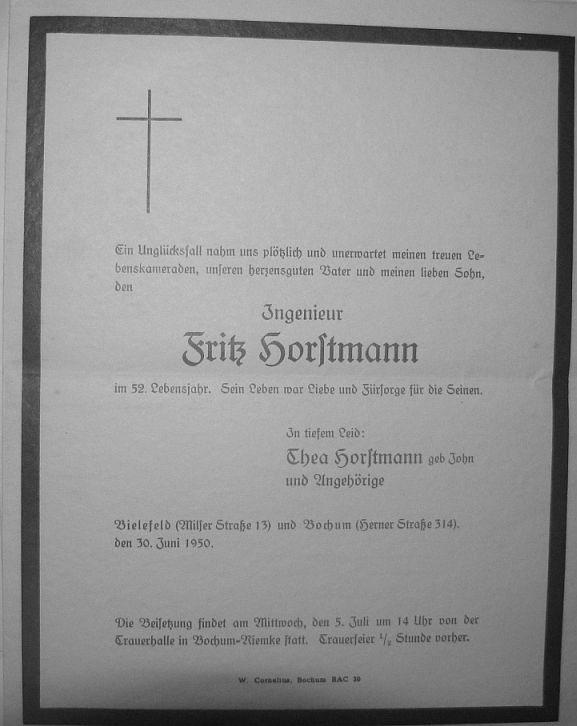 Ein Unglücksfall nahm uns plötzlich und unerwartet meinen treuen Le-
benskameraden, unseren herzensguten Vater und meinen lieben Sohn,
den
Ingenieur
Fritz Horstmann
im 52. Lebensjahr. Sein Leben war Liebe und Fürsorge für die Seinen.
In tiefem Leid:
Thea Horstmann geb John
und Angehörige
Bielefeld (Milser Straße 13) und Bochum (Herner Straße 314).
den 30. Juni 1950.
Die Beisetzung findet am Mittwoch, den 5. Juli um 14 Uhr von der
Trauerhalle in Bochum-Riemke statt. Trauerfeier 1/2 Stunde vorher.
W. Cornelius, Bochum BAC 30